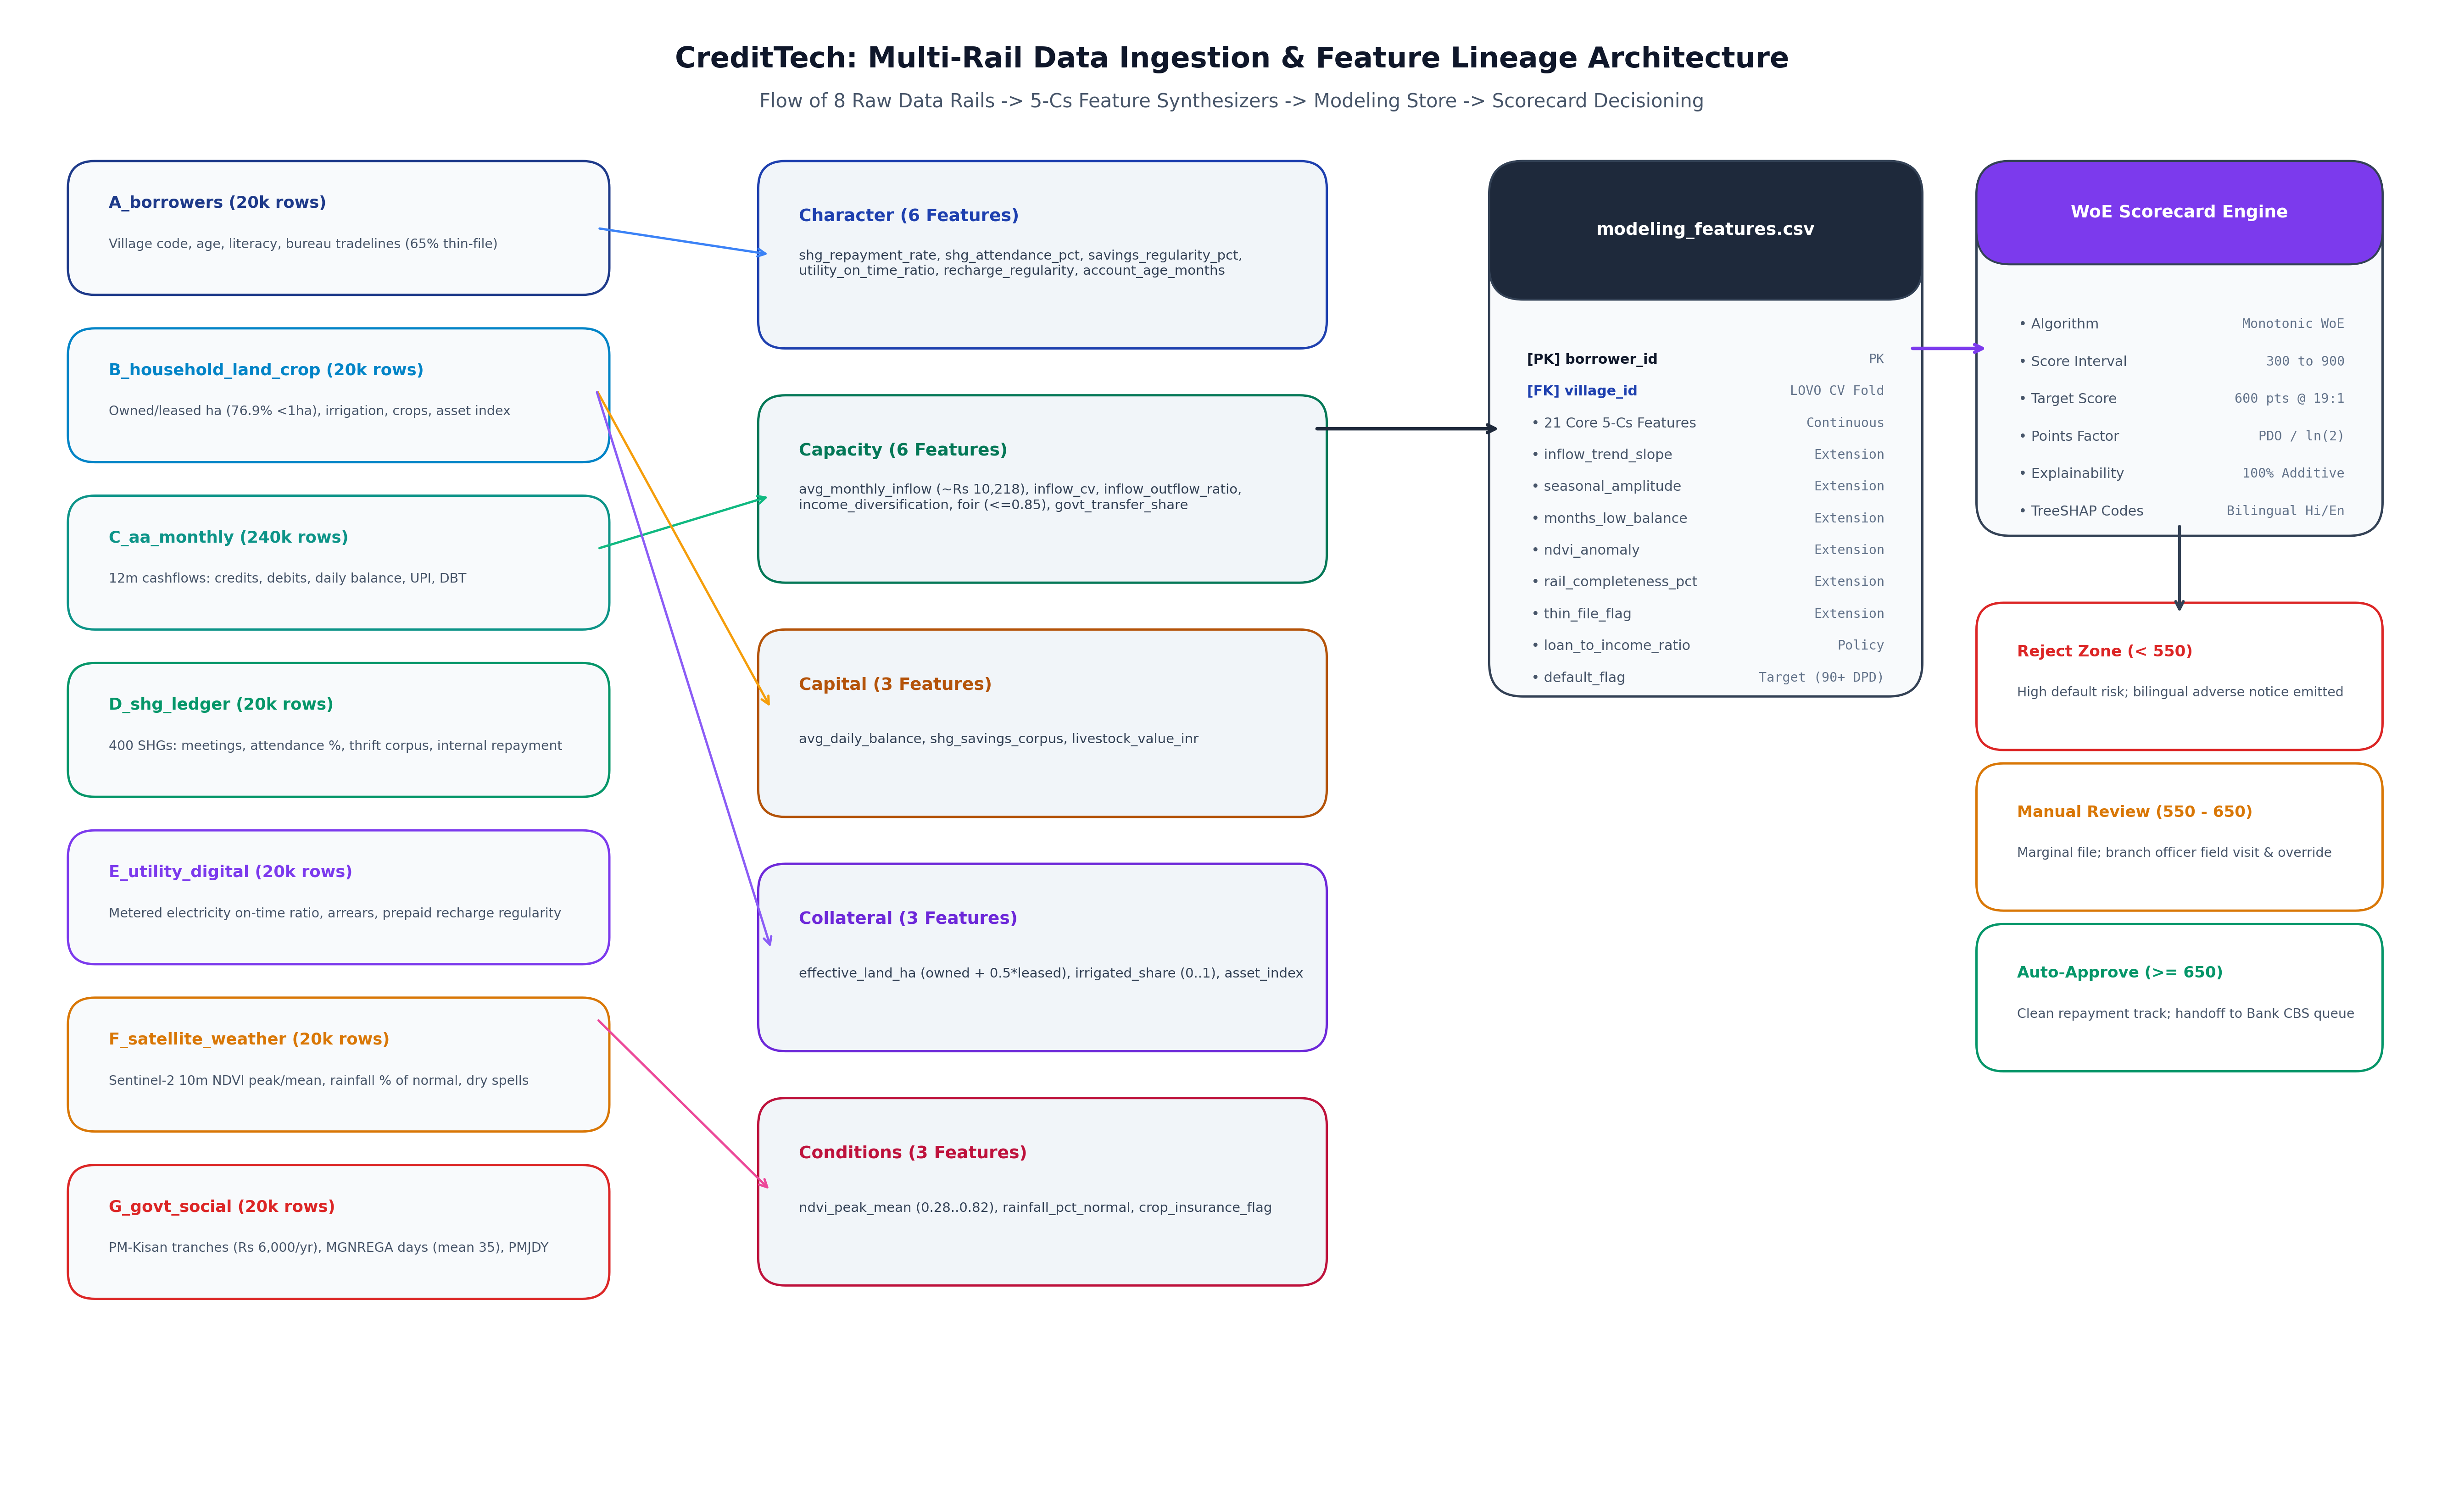 CreditTech: Multi-Rail Data Ingestion & Feature Lineage Architecture
Flow of 8 Raw Data Rails -> 5-Cs Feature Synthesizers -> Modeling Store -> Scorecard Decisioning
A_borrowers (20k rows)
Village code, age, literacy, bureau tradelines (65% thin-file)
B_household_land_crop (20k rows)
Owned/leased ha (76.9% <1ha), irrigation, crops, asset index
C_aa_monthly (240k rows)
12m cashflows: credits, debits, daily balance, UPI, DBT
D_shg_ledger (20k rows)
400 SHGs: meetings, attendance %, thrift corpus, internal repayment
E_utility_digital (20k rows)
Metered electricity on-time ratio, arrears, prepaid recharge regularity
F_satellite_weather (20k rows)
Sentinel-2 10m NDVI peak/mean, rainfall % of normal, dry spells
G_govt_social (20k rows)
PM-Kisan tranches (Rs 6,000/yr), MGNREGA days (mean 35), PMJDY
Character (6 Features)
shg_repayment_rate, shg_attendance_pct, savings_regularity_pct,
utility_on_time_ratio, recharge_regularity, account_age_months
Capacity (6 Features)
avg_monthly_inflow (~Rs 10,218), inflow_cv, inflow_outflow_ratio,
income_diversification, foir (<=0.85), govt_transfer_share
Capital (3 Features)
avg_daily_balance, shg_savings_corpus, livestock_value_inr
Collateral (3 Features)
effective_land_ha (owned + 0.5*leased), irrigated_share (0..1), asset_index
Conditions (3 Features)
ndvi_peak_mean (0.28..0.82), rainfall_pct_normal, crop_insurance_flag
modeling_features.csv
[PK] borrower_id PK
[FK] village_id LOVO CV Fold
• 21 Core 5-Cs Features Continuous
• inflow_trend_slope Extension
• seasonal_amplitude Extension
• months_low_balance Extension
• ndvi_anomaly Extension
• rail_completeness_pct Extension
• thin_file_flag Extension
• loan_to_income_ratio Policy
• default_flag Target (90+ DPD)
WoE Scorecard Engine
• Algorithm Monotonic WoE
• Score Interval 300 to 900
• Target Score 600 pts @ 19:1
• Points Factor PDO / ln(2)
• Explainability 100% Additive
• TreeSHAP Codes Bilingual Hi/En
Reject Zone (< 550)
High default risk; bilingual adverse notice emitted
Manual Review (550 - 650)
Marginal file; branch officer field visit & override
Auto-Approve (>= 650)
Clean repayment track; handoff to Bank CBS queue